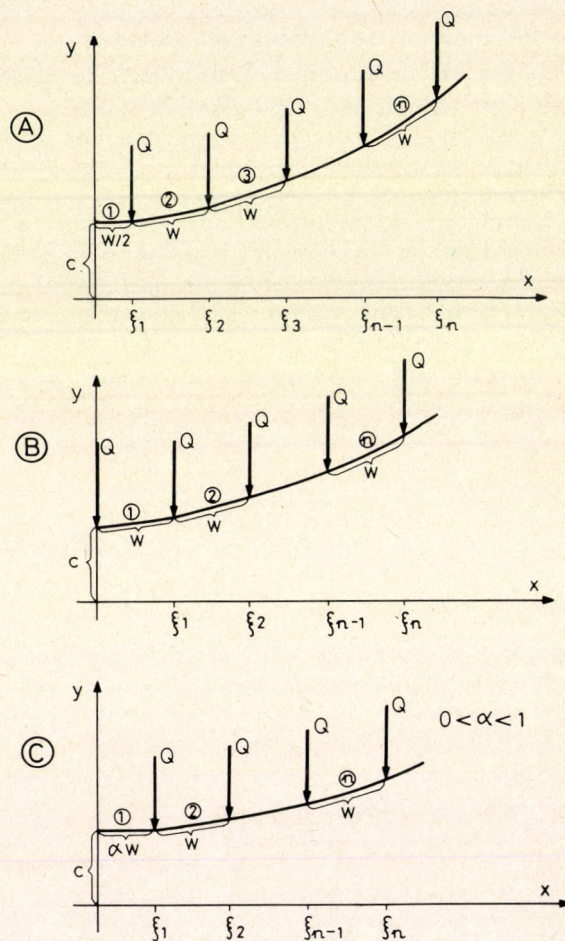 A
y
Q
Q
Q
Q
Q
① ② ③ ⓝ
W/2 W W W
c
x
ξ1 ξ2 ξ3 ξn-1 ξn
B
y
Q
Q
Q
Q
Q
① ② ⓝ
W W W
c
x
ξ1 ξ2 ξn-1 ξn
C
y
0 < α < 1
Q
Q
Q
Q
① ② ⓝ
αW W W
c
x
ξ1 ξ2 ξn-1 ξn